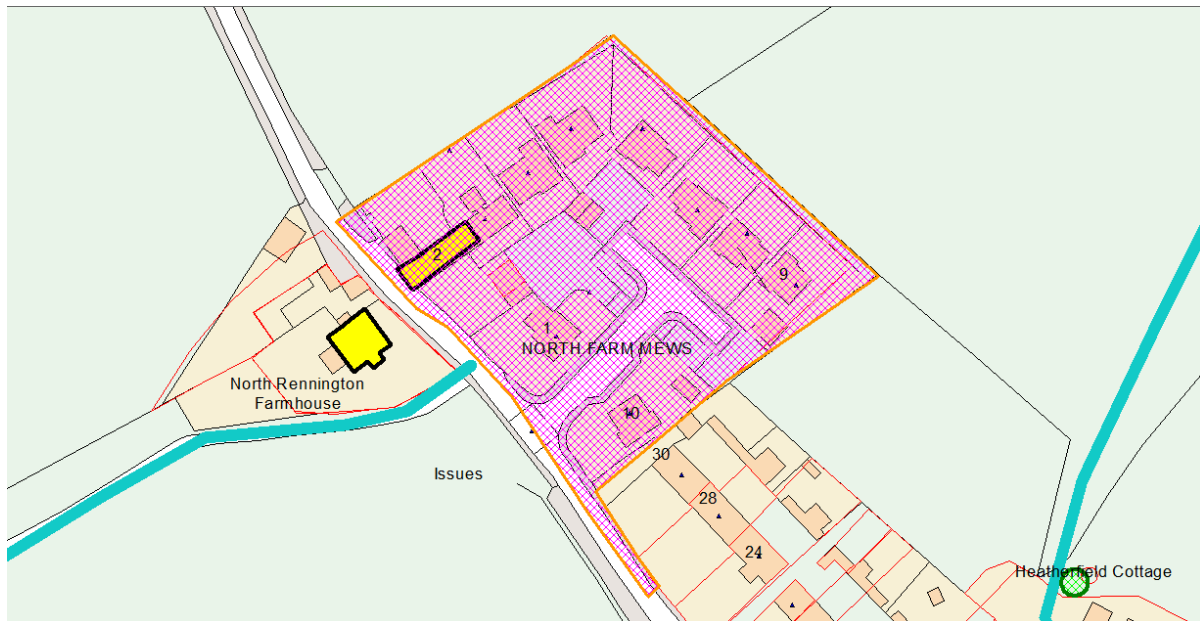 2
9
1
NORTH FARM MEWS
North Rennington
Farmhouse
10
30
Issues
28
24
Heatherfield Cottage